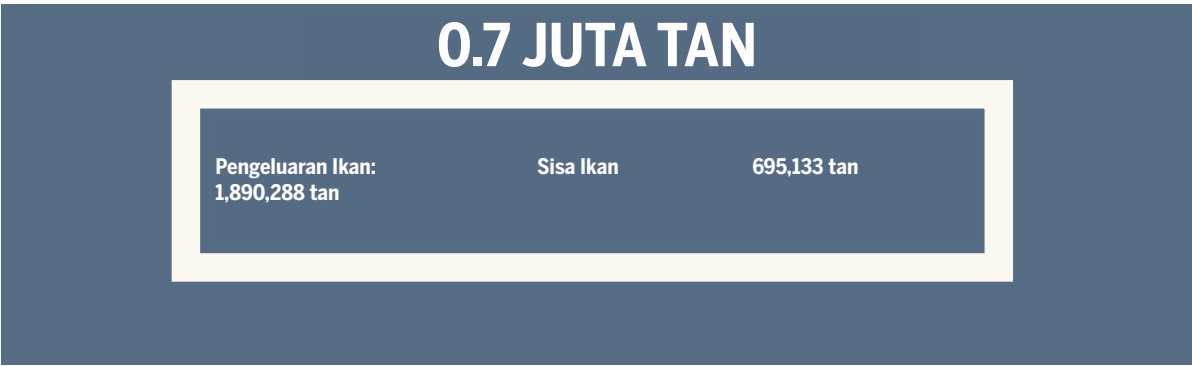 0.7 JUTA TAN
Pengeluaran Ikan:
1,890,288 tan
Sisa Ikan
695,133 tan